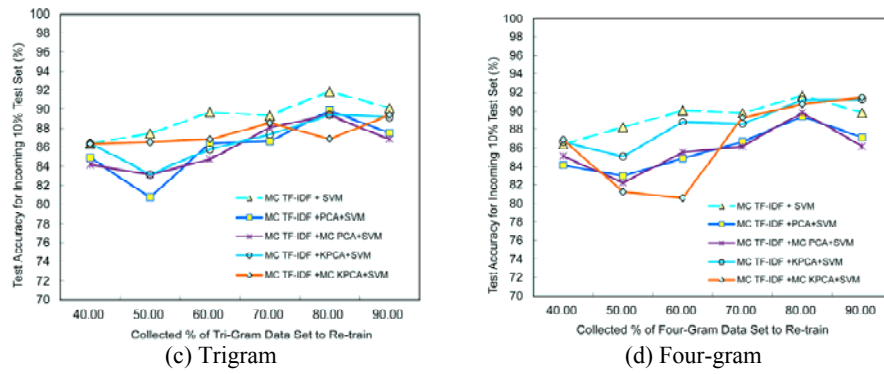 Test Accuracy for Incoming 10% Test Set (%)
100
98
96
94
92
90
88
86
84
82
80
78
76
74
72
70
MC TF-IDF + SVM
MC TF-IDF +PCA+SVM
MC TF-IDF +MC PCA+SVM
MC TF-IDF +KPCA+SVM
MC TF-IDF +MC KPCA+SVM
40.00 50.00 60.00 70.00 80.00 90.00
Collected % of Tri-Gram Data Set to Re-train
(c) Trigram
Test Accuracy for Incoming 10% Test Set (%)
100
98
96
94
92
90
88
86
84
82
80
78
76
74
72
70
MC TF-IDF + SVM
MC TF-IDF +PCA+SVM
MC TF-IDF +MC PCA+SVM
MC TF-IDF +KPCA+SVM
MC TF-IDF +MC KPCA+SVM
40.00 50.00 60.00 70.00 80.00 90.00
Collected % of Four-Gram Data Set to Re-train
(d) Four-gram